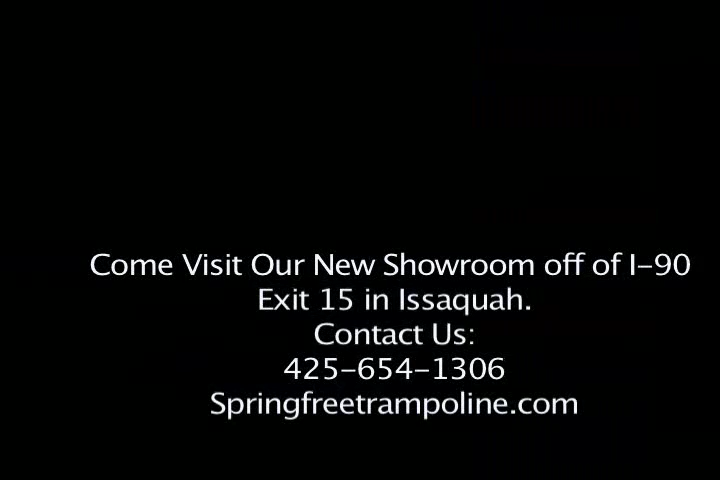 Come Visit Our New Showroom off of I-90
Exit 15 in Issaquah.
Contact Us:
425-654-1306
Springfreetrampoline.com